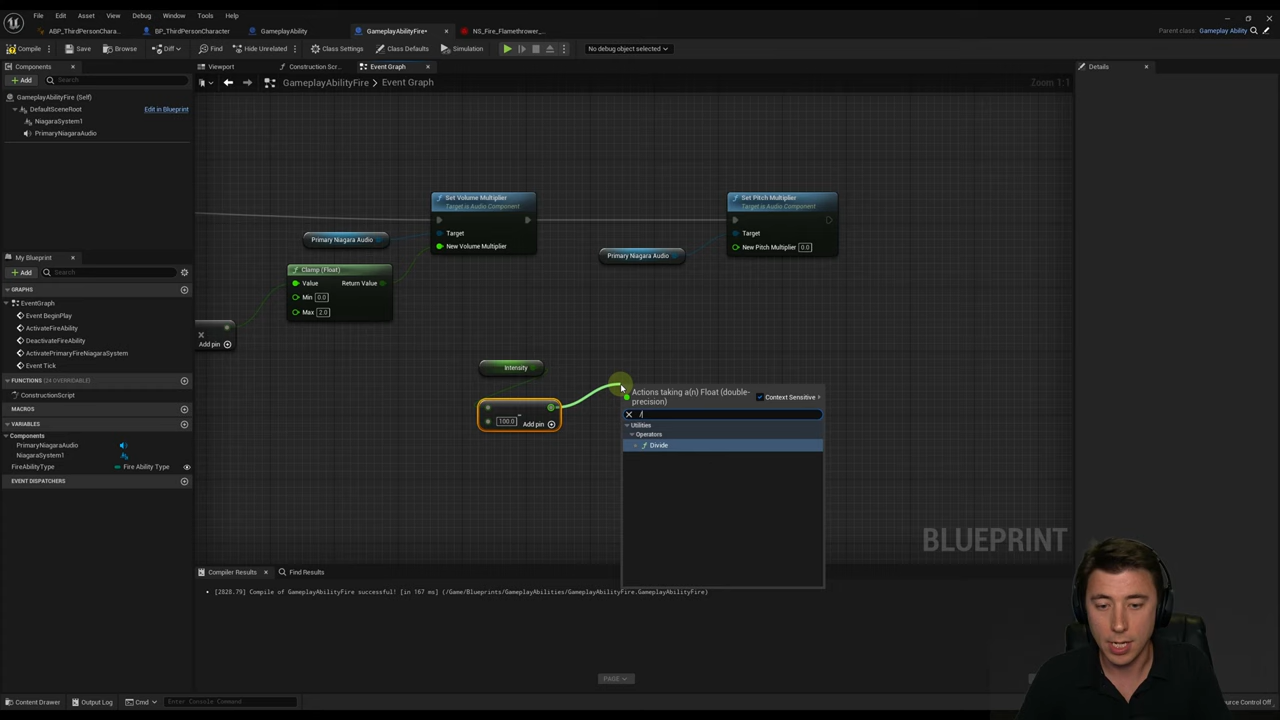 File Edit Asset View Debug Window Tools Help
ABP_ThirdPersonChara... BP_ThirdPersonCharacter GameplayAbility GameplayAbilityFire• NS_Fire_Flamethrower_...
Parent class: Gameplay Ability
Compile Save Browse Diff Find Hide Unrelated Class Settings Class Defaults Simulation No debug object selected
Components
Viewport Construction Scr... Event Graph
Details
Add Search
GameplayAbilityFire > Event Graph
Zoom 1:1
GameplayAbilityFire (Self)
DefaultSceneRoot Edit in Blueprint
NiagaraSystem1
PrimaryNiagaraAudio
My Blueprint
Add Search
GRAPHS
EventGraph
Event BeginPlay
ActivateFireAbility
DeactivateFireAbility
ActivatePrimaryFireNiagaraSystem
Event Tick
FUNCTIONS (24 OVERRIDABLE)
ConstructionScript
MACROS
VARIABLES
Components
PrimaryNiagaraAudio
NiagaraSystem1
FireAbilityType Fire Ability Type
EVENT DISPATCHERS
Set Volume Multiplier
Target is Audio Component
Target
New Volume Multiplier
Primary Niagara Audio
Set Pitch Multiplier
Target is Audio Component
Target
New Pitch Multiplier 0.0
Primary Niagara Audio
Clamp (Float)
Value Return Value
Min 0.0
Max 2.0
Add pin
Intensity
-
100.0 Add pin
Actions taking a(n) Float (double-
precision)
Context Sensitive
/
Utilities
Operators
Divide
BLUEPRINT
Compiler Results Find Results
[2828.79] Compile of GameplayAbilityFire successful! [in 167 ms] (/Game/Blueprints/GameplayAbilities/GameplayAbilityFire.GameplayAbilityFire)
PAGE
Content Drawer Output Log Cmd Enter Console Command
Source Control Off